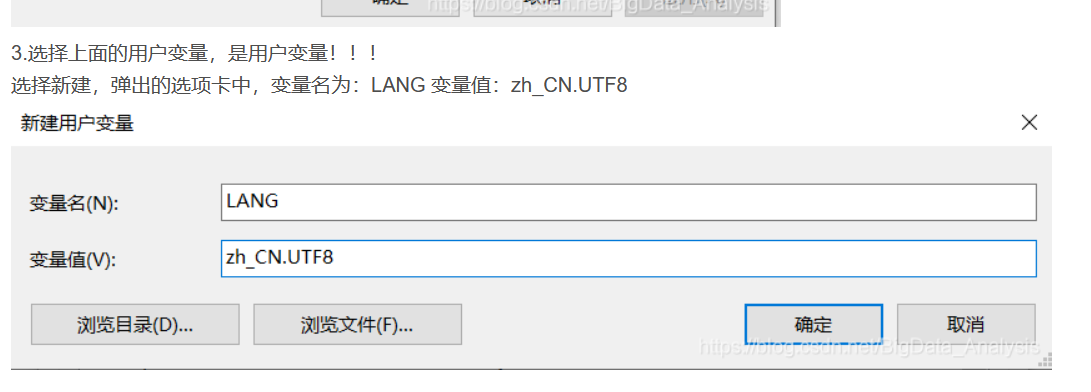 确定
取消
https://blog.csdn.net/BigData_Analysis
3.选择上面的用户变量，是用户变量！！！
选择新建，弹出的选项卡中，变量名为：LANG 变量值：zh_CN.UTF8
新建用户变量
变量名(N):
LANG
变量值(V):
zh_CN.UTF8
浏览目录(D)...
浏览文件(F)...
确定
取消
https://blog.csdn.net/BigData_Analysis